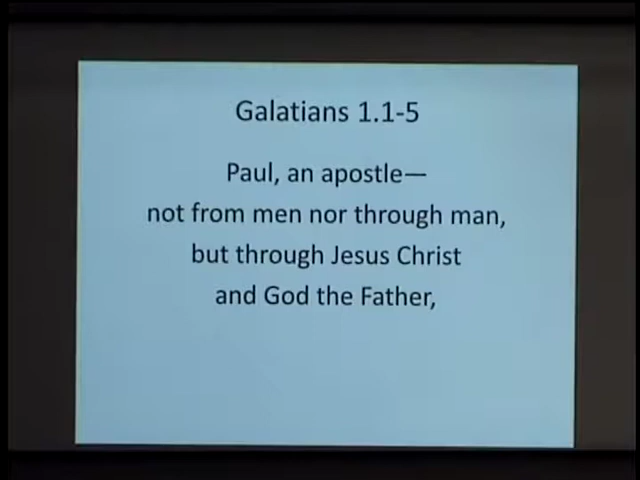 Galatians 1.1-5
Paul, an apostle—
not from men nor through man,
but through Jesus Christ
and God the Father,